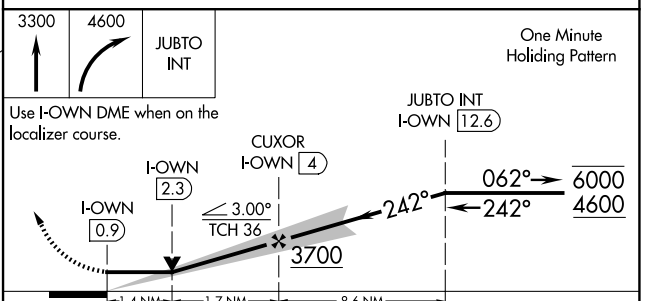 3300
4600
JUBTO
INT
One Minute
Holiding Pattern
Use I-OWN DME when on the
localizer course.
JUBTO INT
I-OWN 12.6
CUXOR
I-OWN 4
I-OWN
2.3
I-OWN
0.9
3.00°
TCH 36
3700
242°
062°
242°
6000
4600
1.4 NM
1.7 NM
8.6 NM